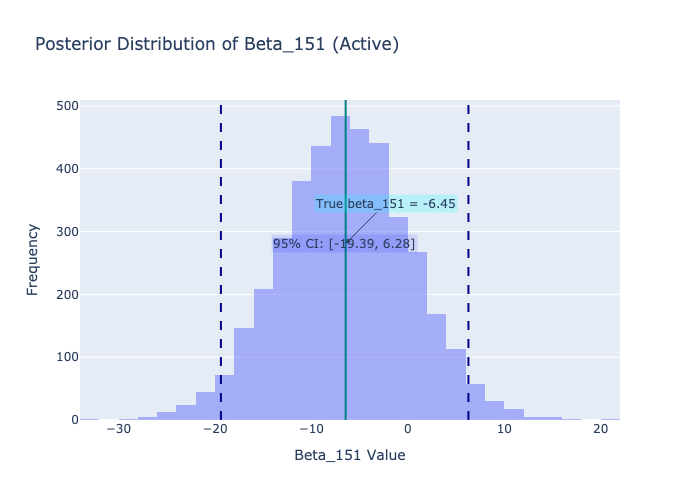 Posterior Distribution of Beta_151 (Active)
500
400
300
200
100
0
Frequency
True beta_151 = -6.45
95% CI: [-19.39, 6.28]
−30
−20
−10
0
10
20
Beta_151 Value